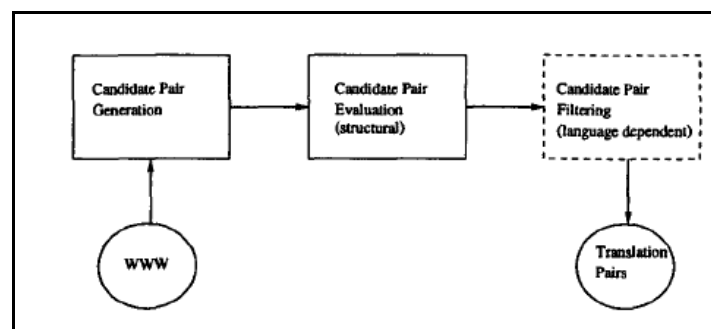 Candidate Pair
Generation
Candidate Pair
Evaluation
(structural)
Candidate Pair
Filtering
(language dependent)
WWW
Translation
Pairs